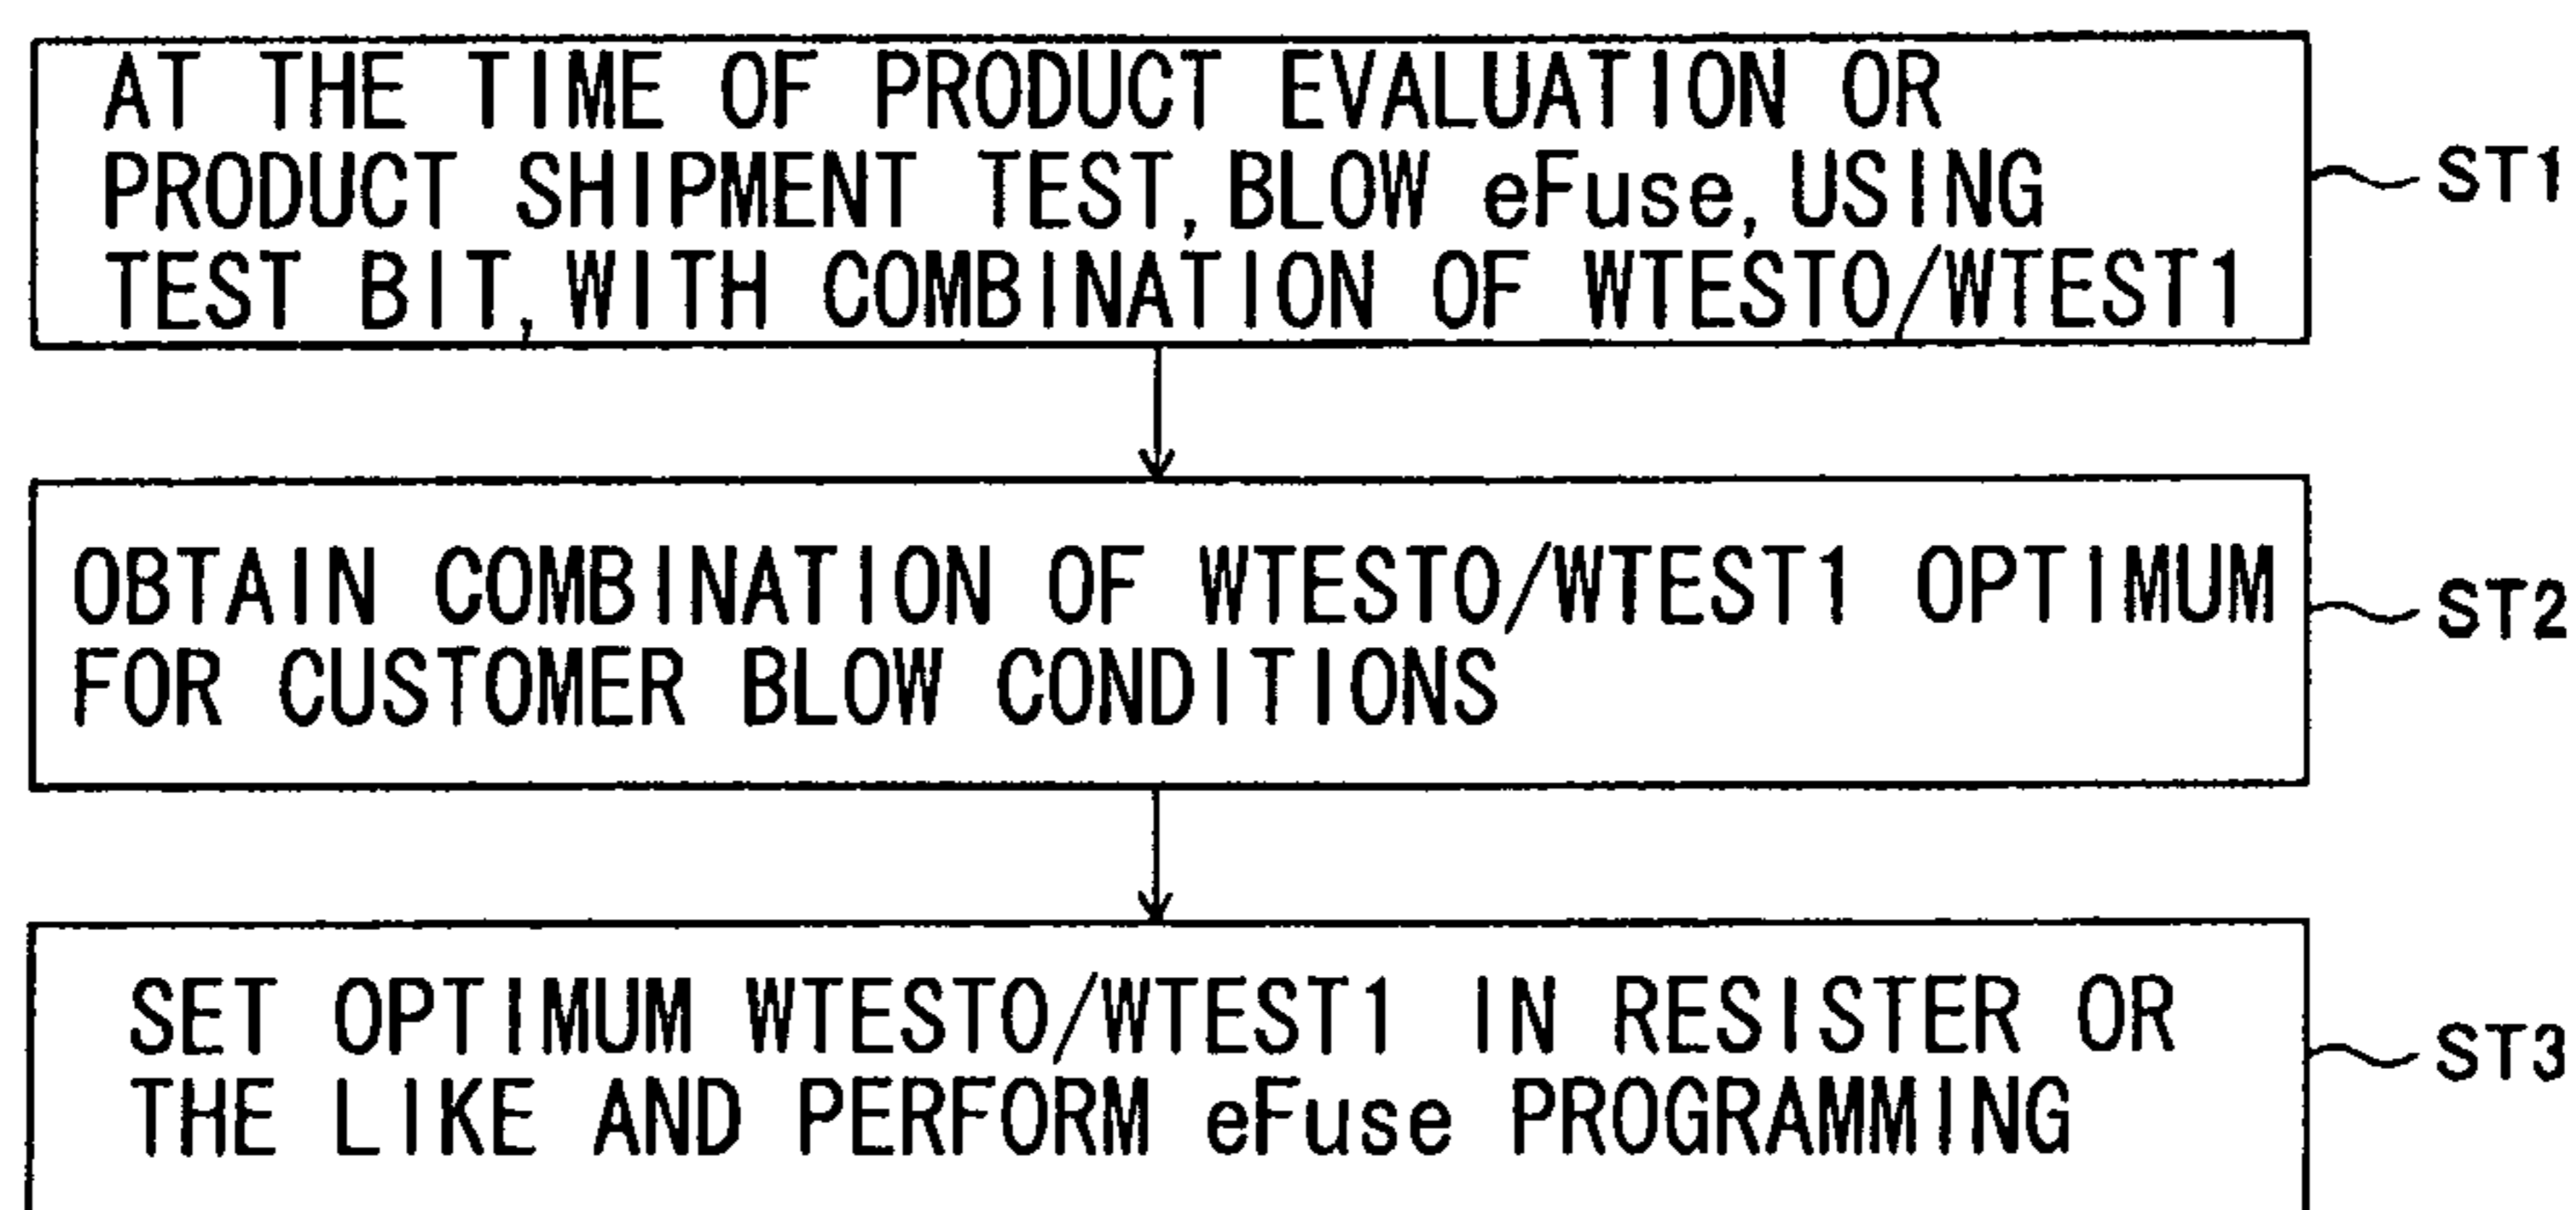 AT THE TIME OF PRODUCT EVALUATION OR
PRODUCT SHIPMENT TEST, BLOW eFuse, USING
TEST BIT, WITH COMBINATION OF WTEST0/WTEST1
ST1
OBTAIN COMBINATION OF WTEST0/WTEST1 OPTIMUM
FOR CUSTOMER BLOW CONDITIONS
ST2
SET OPTIMUM WTEST0/WTEST1 IN RESISTER OR
THE LIKE AND PERFORM eFuse PROGRAMMING
ST3